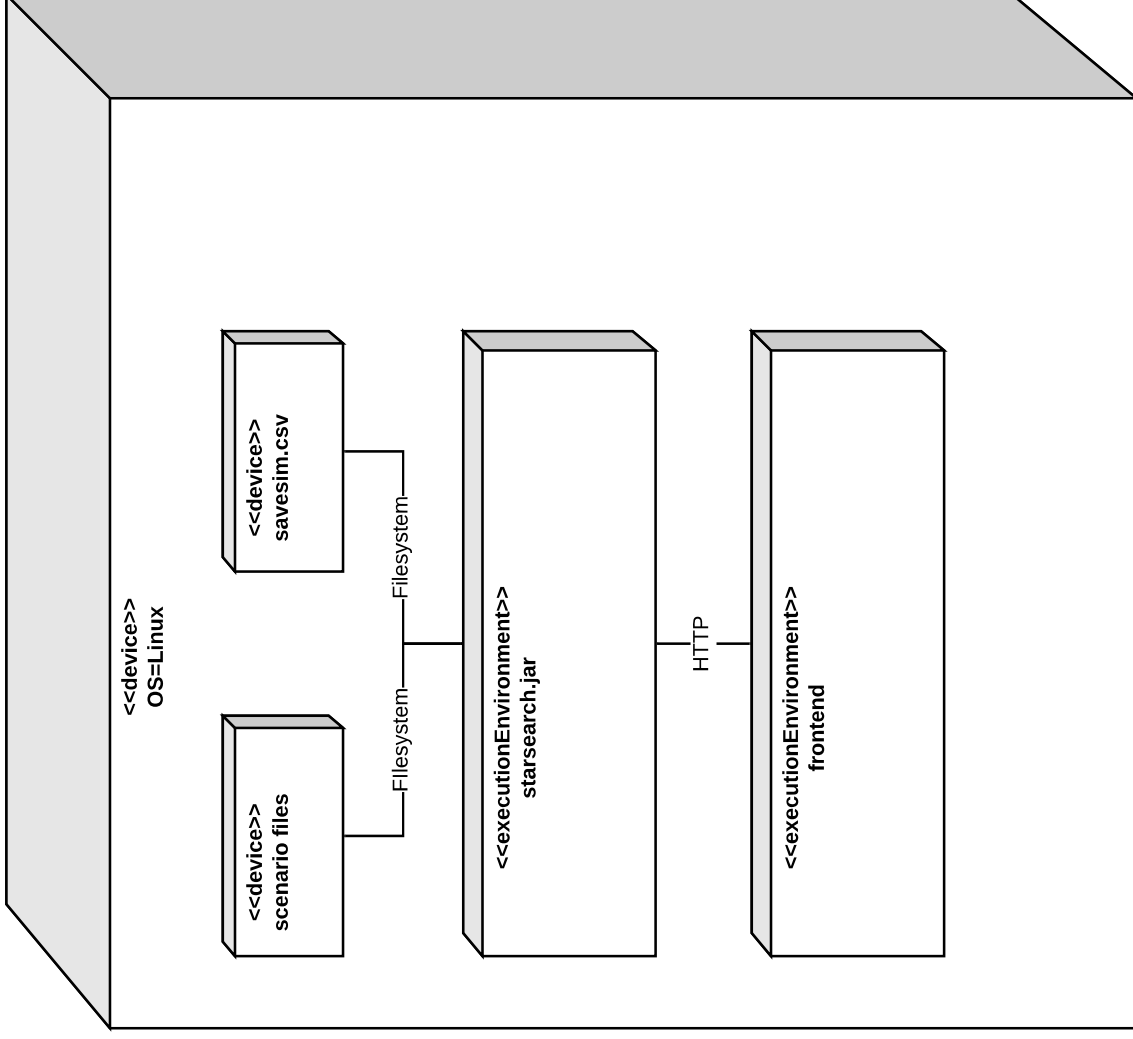 <<device>>
OS=Linux
<<device>>
scenario files
<<device>>
savesim.csv
FIlesystem
Filesystem
<<executionEnvironment>>
starsearch.jar
HTTP
<<executionEnvironment>>
frontend